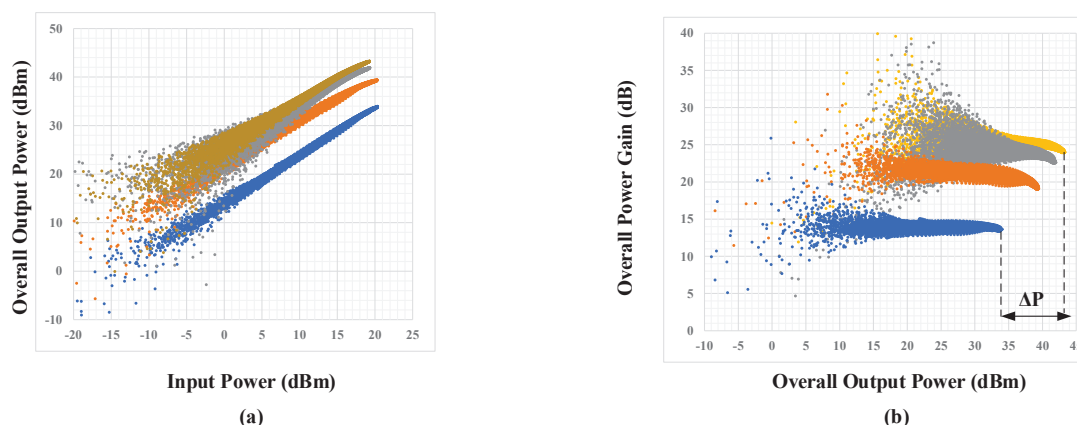 Overall Output Power (dBm)
50
40
30
20
10
0
-10
-20 -15 -10 -5 0 5 10 15 20 25
Input Power (dBm)
(a)
Overall Power Gain (dB)
40
35
30
25
20
15
10
5
0
ΔP
-10 -5 0 5 10 15 20 25 30 35 40
Overall Output Power (dBm)
(b)